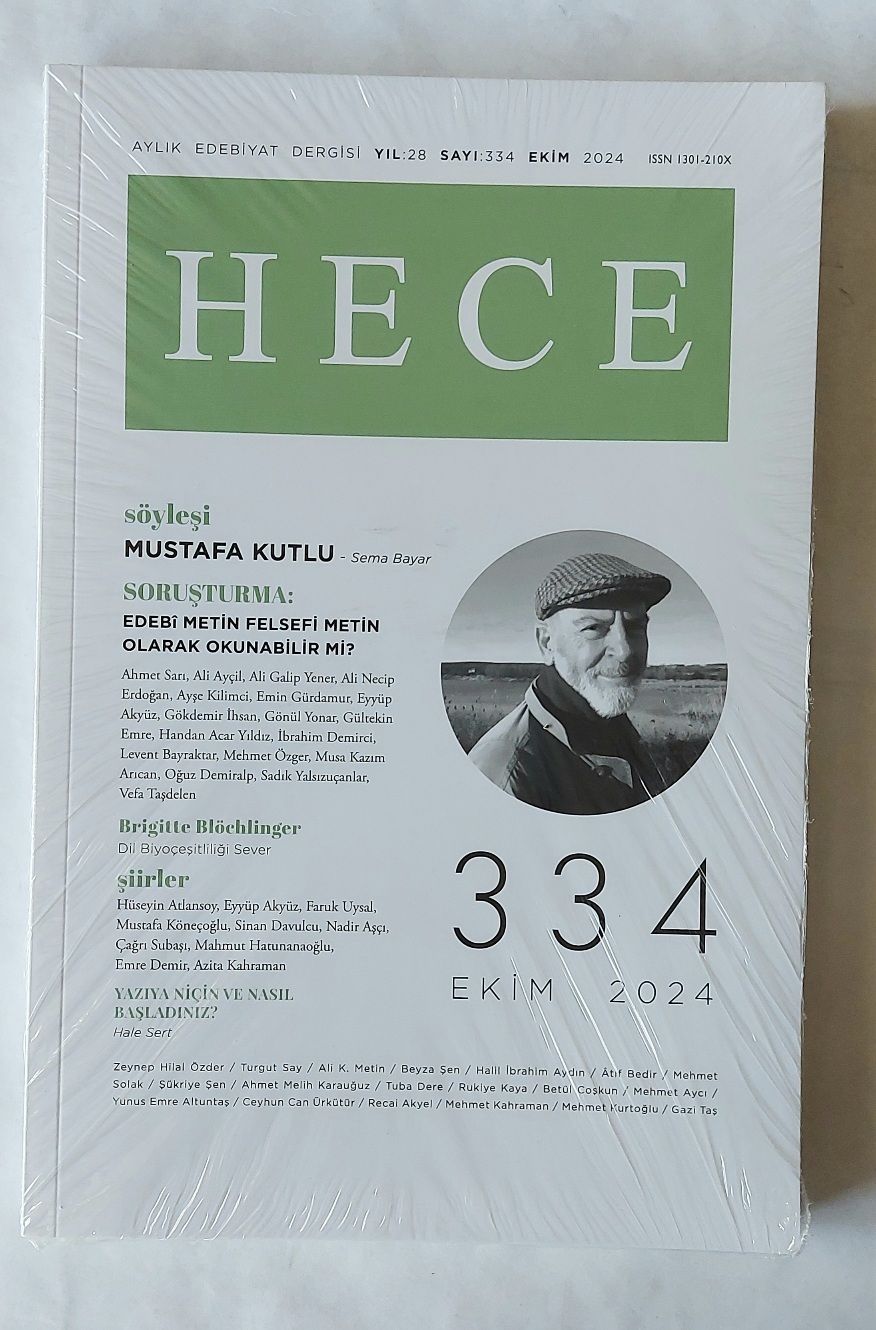 AYLIK EDEBİYAT DERGİSİ YIL:28 SAYI:334 EKİM 2024 ISSN 1301-210X
HECE
söyleşi
MUSTAFA KUTLU - Sema Bayar
SORUŞTURMA:
EDEBî METİN FELSEFİ METİN
OLARAK OKUNABİLİR Mİ?
Ahmet Sarı, Ali Ayçil, Ali Galip Yener, Ali Necip
Erdoğan, Ayşe Kilimci, Emin Gürdamur, Eyyüp
Akyüz, Gökdemir İhsan, Gönül Yonar, Gültekin
Emre, Handan Acar Yıldız, İbrahim Demirci,
Levent Bayraktar, Mehmet Özger, Musa Kazım
Arıcan, Oğuz Demiralp, Sadık Yalsızuçanlar,
Vefa Taşdelen
Brigitte Blöchlinger
Dil Biyoçeşitliliği Sever
şiirler
Hüseyin Atlansoy, Eyyüp Akyüz, Faruk Uysal,
Mustafa Köneçoğlu, Sinan Davulcu, Nadir Aşçı,
Çağrı Subaşı, Mahmut Hatunanaoğlu,
Emre Demir, Azita Kahraman
YAZIYA NİÇİN VE NASIL
BAŞLADINIZ?
Hale Sert
334
EKİM 2024
Zeynep Hilal Özder / Turgut Say / Ali K. Metin / Beyza Şen / Halil İbrahim Aydın / Âtıf Bedir / Mehmet
Solak / Şükriye Şen / Ahmet Melih Karauğuz / Tuba Dere / Rukiye Kaya / Betül Coşkun / Mehmet Aycı /
Yunus Emre Altuntaş / Ceyhun Can Ürkütür / Recai Akyel / Mehmet Kahraman / Mehmet Kurtoğlu / Gazi Taş